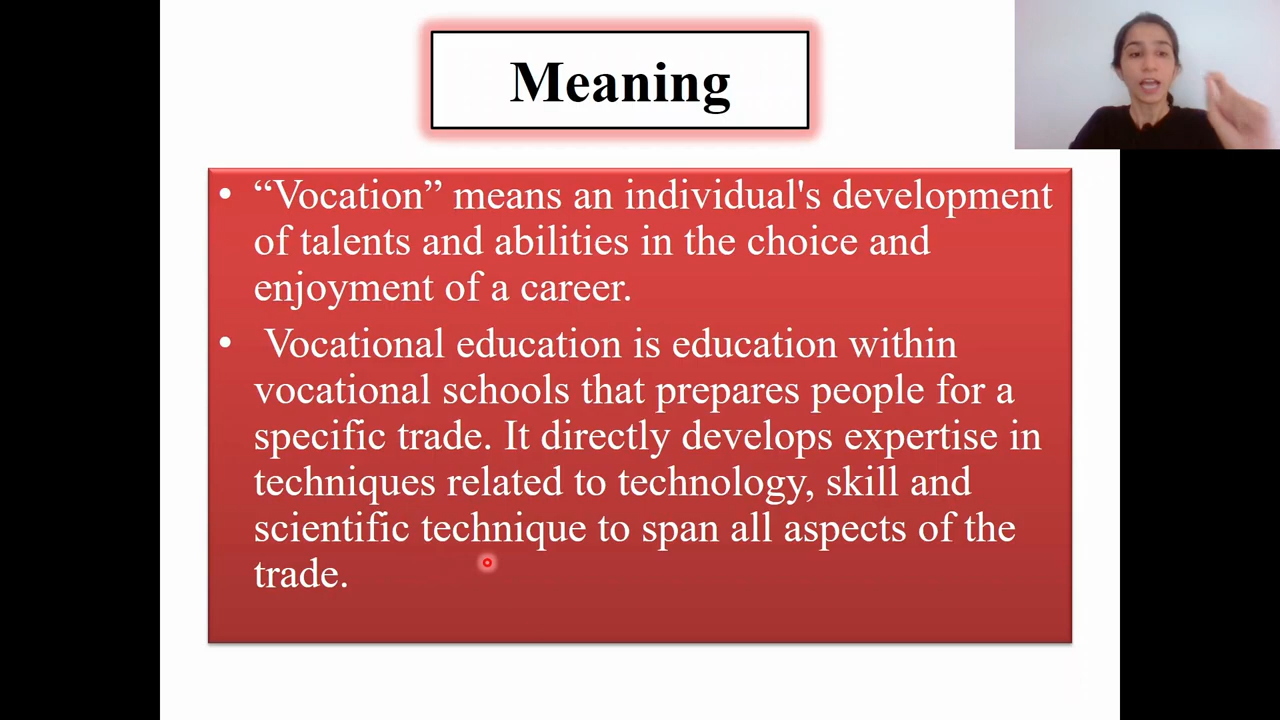 Meaning
• “Vocation” means an individual's development
of talents and abilities in the choice and
enjoyment of a career.
• Vocational education is education within
vocational schools that prepares people for a
specific trade. It directly develops expertise in
techniques related to technology, skill and
scientific technique to span all aspects of the
trade.